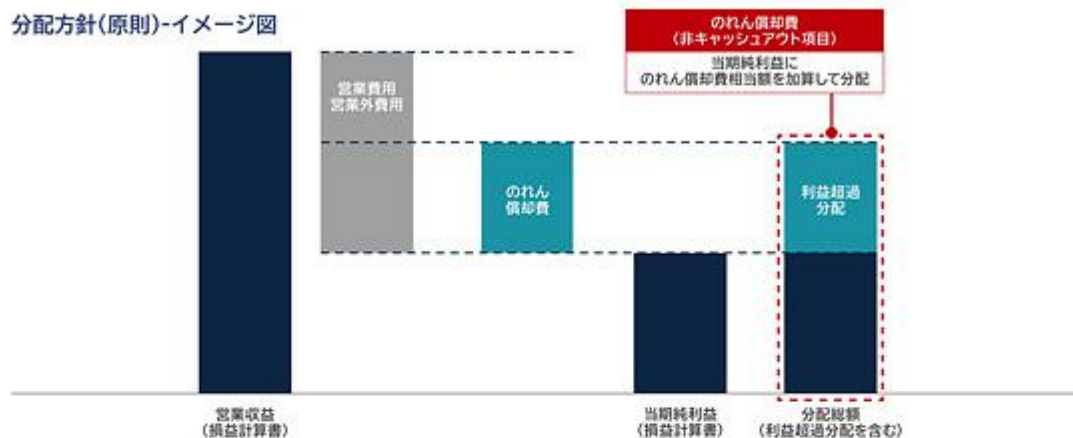 分配方針(原則)-イメージ図
のれん償却費
(非キャッシュアウト項目)
当期純利益に
のれん償却費相当額を加算して分配
営業費用
営業外費用
のれん
償却費
利益超過
分配
営業収益
(損益計算書)
当期純利益
(損益計算書)
分配総額
(利益超過分配を含む)